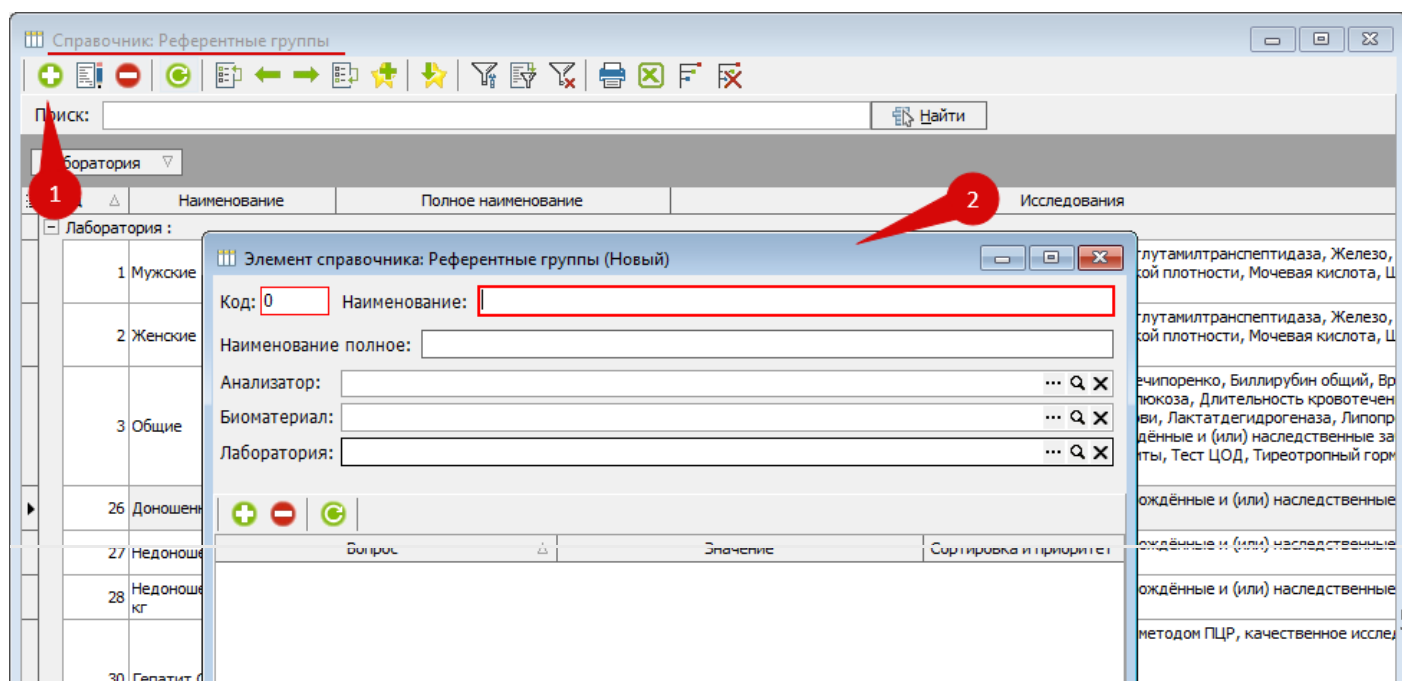 Справочник: Референтные группы
Поиск:
Найти
Лаборатория
1
2
Наименование
Полное наименование
Исследования
Лаборатория :
1 Мужские
2 Женские
3 Общие
26
27
28
кг
30 Гепатит
Элемент справочника: Референтные группы (Новый)
Код: 0 Наименование:
Наименование полное:
Анализатор:
Биоматериал:
Лаборатория:
Вопрос
Значение
Сортировка и приоритет
глутамилтранспептидаза, Железо,
кой плотности, Мочевая кислота, Щ
глутамилтранспептидаза, Железо,
кой плотности, Мочевая кислота, Щ
ечипоренко, Биллирубин общий, Вр
люкоза, Длительность кровотечен
ови, Лактатдегидрогеназа, Липопр
дённые и (или) наследственные за
иты, Тест ЦОД, Тиреотропный горм
ождённые и (или) наследственные
ождённые и (или) наследственные
ождённые и (или) наследственные
методом ПЦР, качественное исслед